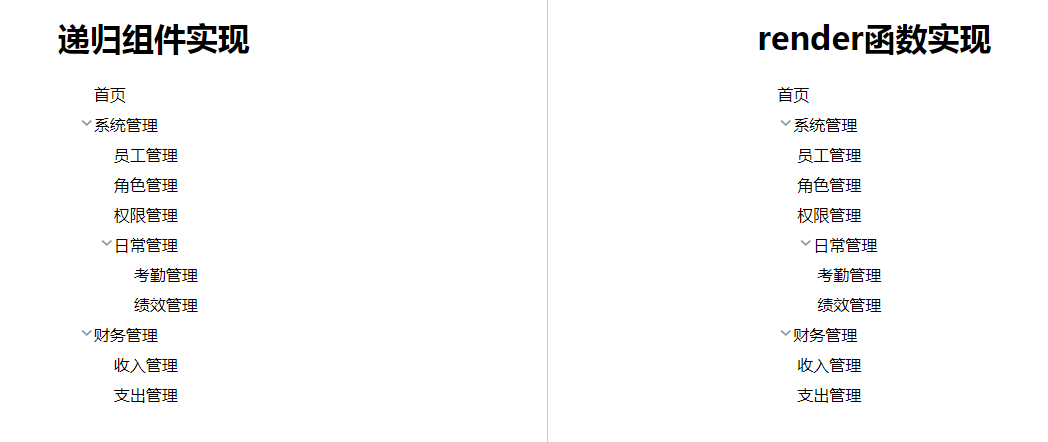 递归组件实现
首页
系统管理
员工管理
角色管理
权限管理
日常管理
考勤管理
绩效管理
财务管理
收入管理
支出管理
render函数实现
首页
系统管理
员工管理
角色管理
权限管理
日常管理
考勤管理
绩效管理
财务管理
收入管理
支出管理